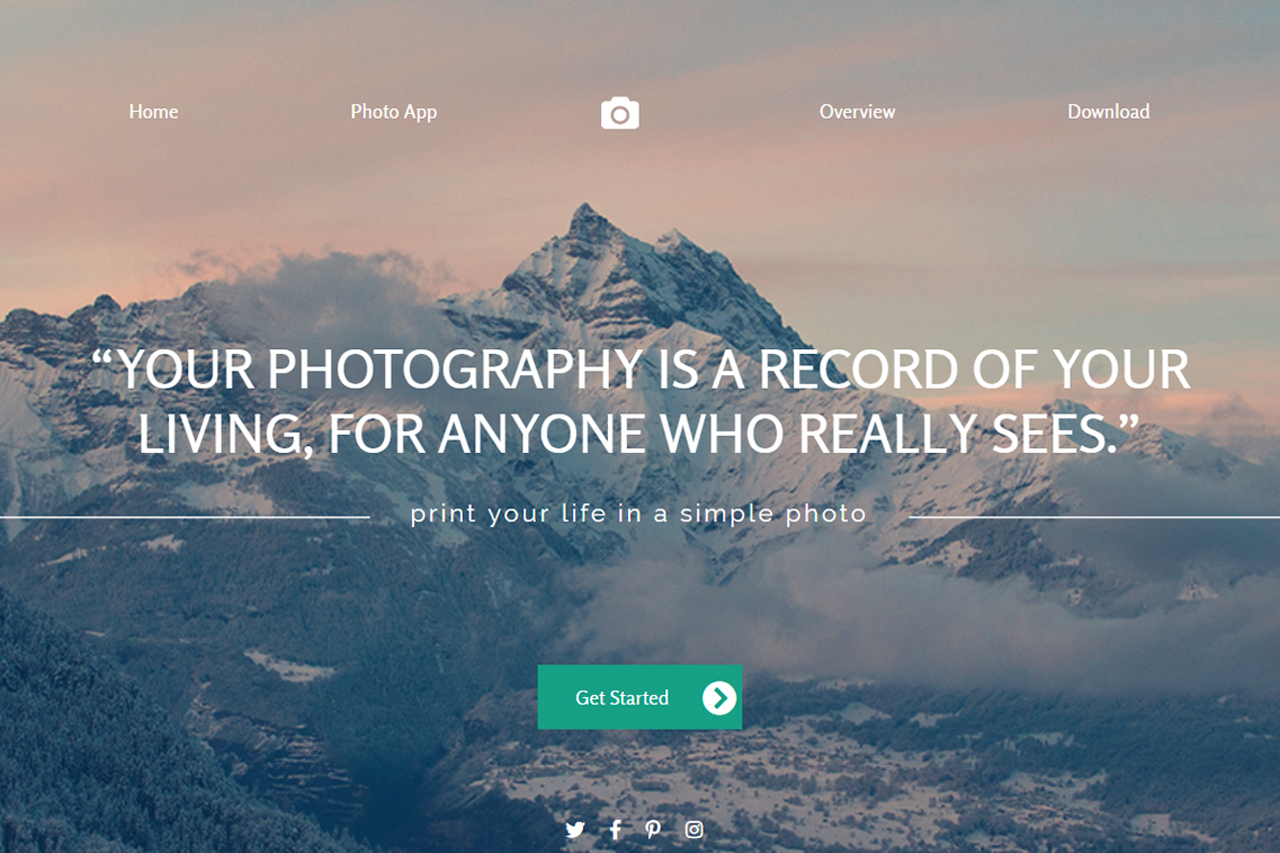 Home
Photo App
Overview
Download
“YOUR PHOTOGRAPHY IS A RECORD OF YOUR
LIVING, FOR ANYONE WHO REALLY SEES.”
print your life in a simple photo
Get Started